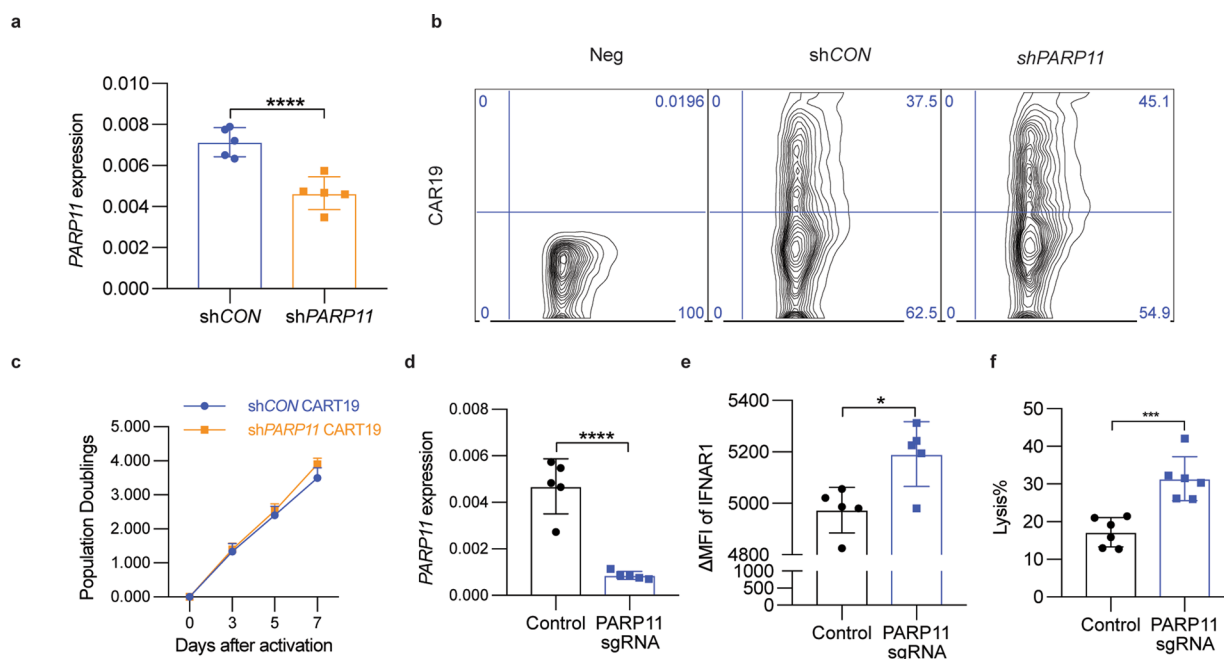 a
0.010
0.008
0.006
0.004
0.002
0.000
PARP11 expression
****
shCON
shPARP11
b
Neg
shCON
shPARP11
CAR19
0
0.0196
0
37.5
0
45.1
0
100
0
62.5
0
54.9
c
shCON CART19
shPARP11 CART19
5.000
4.000
3.000
2.000
1.000
0.000
Population Doublings
0
3
5
7
Days after activation
d
0.008
0.006
0.004
0.002
0.000
PARP11 expression
****
Control
PARP11
sgRNA
e
5400
5200
5000
4800
1000
500
0
ΔMFI of IFNAR1
*
Control
PARP11
sgRNA
f
50
40
30
20
10
0
Lysis%
***
Control
PARP11
sgRNA